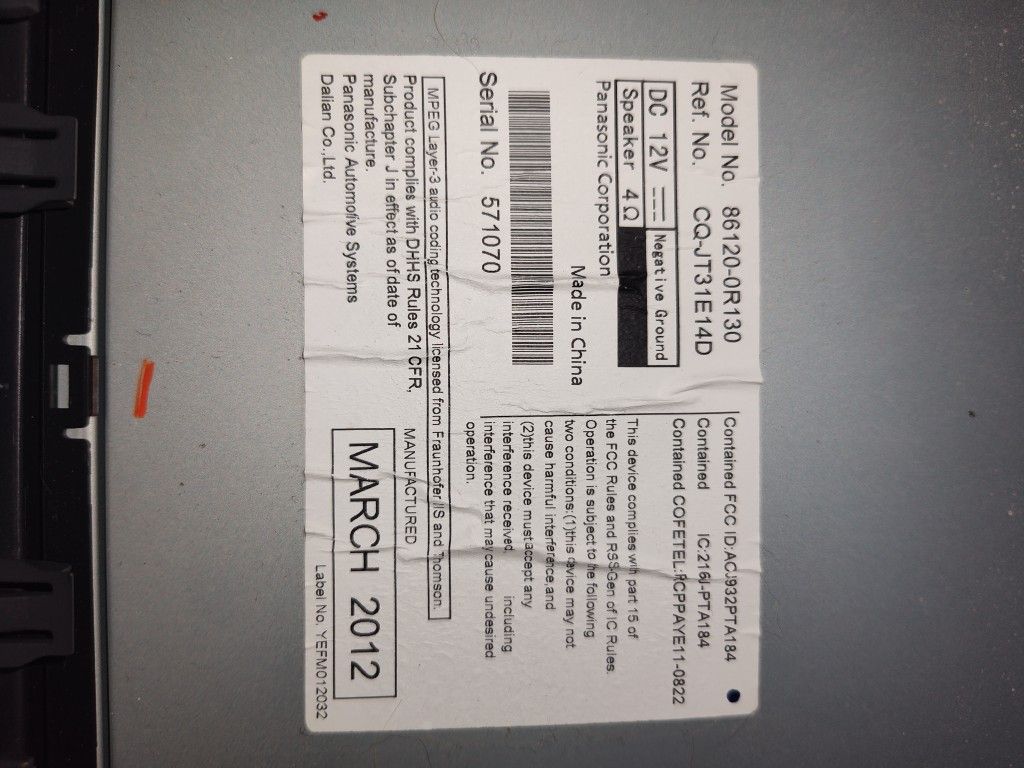 Model No. 86120-0R130
Ref. No. CQ-JT31E14D
DC 12V Negative Ground
Speaker 4Ω
Panasonic Corporation
Made in China
Serial No. 571070
Contained FCC ID:ACJ932PTA184
Contained IC:216J-PTA184
Contained COFETEL:RCPPAYE11-0822
This device complies with part 15 of
the FCC Rules and RSS-Gen of IC Rules.
Operation is subject to the following
two conditions:(1)this device may not
cause harmful interference,and
(2)this device must accept any
interference received, including
interference that may cause undesired
operation.
MPEG Layer-3 audio coding technology licensed from Fraunhofer IIS and Thomson.
Product complies with DHHS Rules 21 CFR,
Subchapter J in effect as of date of
manufacture.
Panasonic Automotive Systems
Dalian Co.,Ltd.
MANUFACTURED
MARCH 2012
Label No. YEFM012032